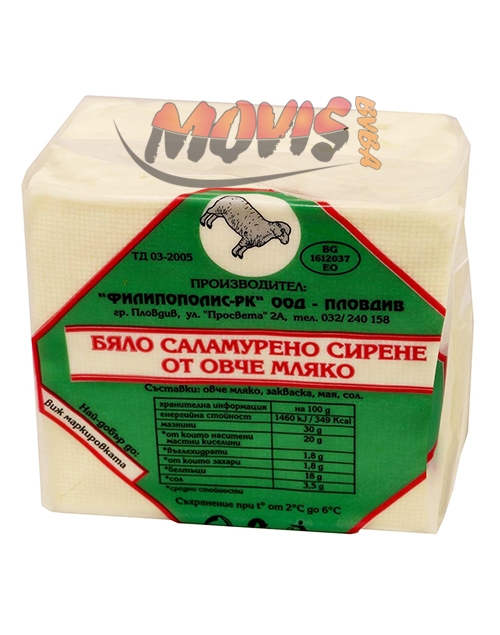 MOVIS
BVBA
ТД 03-2005
BG
1612037
EO
ПРОИЗВОДИТЕЛ:
"ФИЛИПОПОЛИС-РК" ООД - ПЛОВДИВ
гр. Пловдив, ул. "Просвета" 2А, тел. 032/ 240 158
БЯЛО САЛАМУРЕНО СИРЕНЕ
ОТ ОВЧЕ МЛЯКО
Съставки: овче мляко, закваска, мая, сол.
хранителна информация на 100 g
енергийна стойност 1460 kJ / 349 Kcal
мазнини 30 g
*от които наситени
мастни киселини 20 g
*въглехидрати 1,8 g
*от които захари 1,8 g
*белтъци 18 g
*сол 3,5 g
*средни стойности
Съхранение при t° от 2°C до 6°C
Най-добър до:
виж маркировката